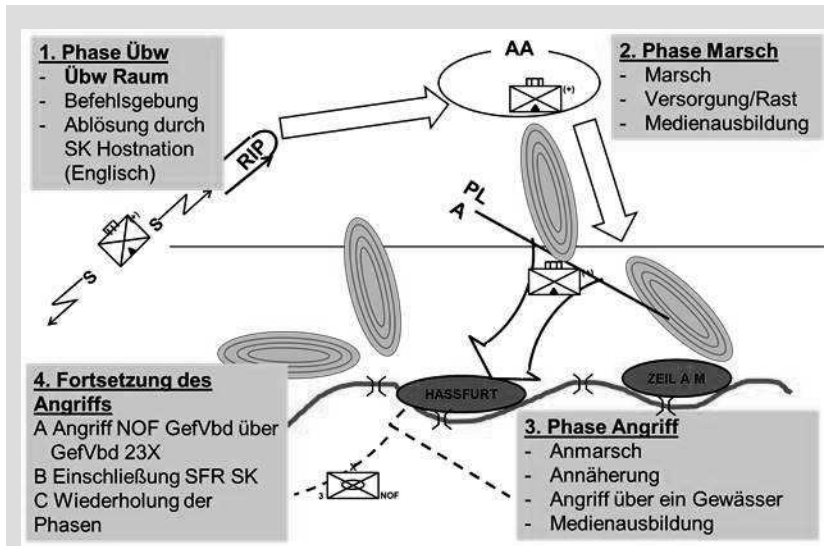 1. Phase Übw
- Übw Raum
- Befehlsgebung
- Ablösung durch
SK Hostnation
(Englisch)
AA
(+)
2. Phase Marsch
- Marsch
- Versorgung/Rast
- Medienausbildung
RIP
S
(+)
S
PL
A
(+)
HASSFURT
ZEIL A M
4. Fortsetzung des
Angriffs
A Angriff NOF GefVbd über
GefVbd 23X
B Einschließung SFR SK
C Wiederholung der
Phasen
X
3
NOF
3. Phase Angriff
- Anmarsch
- Annäherung
- Angriff über ein Gewässer
- Medienausbildung